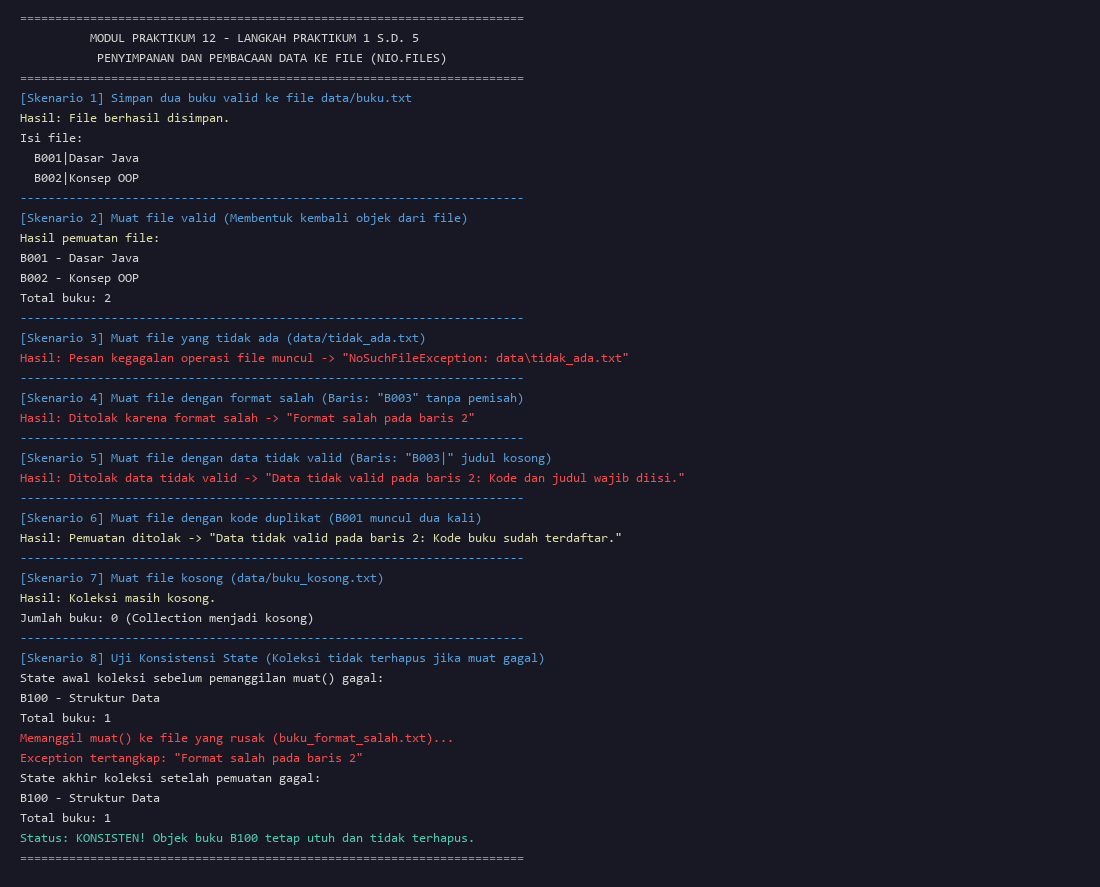 ========================================================================
MODUL PRAKTIKUM 12 - LANGKAH PRAKTIKUM 1 S.D. 5
PENYIMPANAN DAN PEMBACAAN DATA KE FILE (NIO.FILES)
========================================================================
[Skenario 1] Simpan dua buku valid ke file data/buku.txt
Hasil: File berhasil disimpan.
Isi file:
  B001|Dasar Java
  B002|Konsep OOP
------------------------------------------------------------------------
[Skenario 2] Muat file valid (Membentuk kembali objek dari file)
Hasil pemuatan file:
B001 - Dasar Java
B002 - Konsep OOP
Total buku: 2
------------------------------------------------------------------------
[Skenario 3] Muat file yang tidak ada (data/tidak_ada.txt)
Hasil: Pesan kegagalan operasi file muncul -> "NoSuchFileException: data\tidak_ada.txt"
------------------------------------------------------------------------
[Skenario 4] Muat file dengan format salah (Baris: "B003" tanpa pemisah)
Hasil: Ditolak karena format salah -> "Format salah pada baris 2"
------------------------------------------------------------------------
[Skenario 5] Muat file dengan data tidak valid (Baris: "B003|" judul kosong)
Hasil: Ditolak data tidak valid -> "Data tidak valid pada baris 2: Kode dan judul wajib diisi."
------------------------------------------------------------------------
[Skenario 6] Muat file dengan kode duplikat (B001 muncul dua kali)
Hasil: Pemuatan ditolak -> "Data tidak valid pada baris 2: Kode buku sudah terdaftar."
------------------------------------------------------------------------
[Skenario 7] Muat file kosong (data/buku_kosong.txt)
Hasil: Koleksi masih kosong.
Jumlah buku: 0 (Collection menjadi kosong)
------------------------------------------------------------------------
[Skenario 8] Uji Konsistensi State (Koleksi tidak terhapus jika muat gagal)
State awal koleksi sebelum pemanggilan muat() gagal:
B100 - Struktur Data
Total buku: 1
Memanggil muat() ke file yang rusak (buku_format_salah.txt)...
Exception tertangkap: "Format salah pada baris 2"
State akhir koleksi setelah pemuatan gagal:
B100 - Struktur Data
Total buku: 1
Status: KONSISTEN! Objek buku B100 tetap utuh dan tidak terhapus.
========================================================================